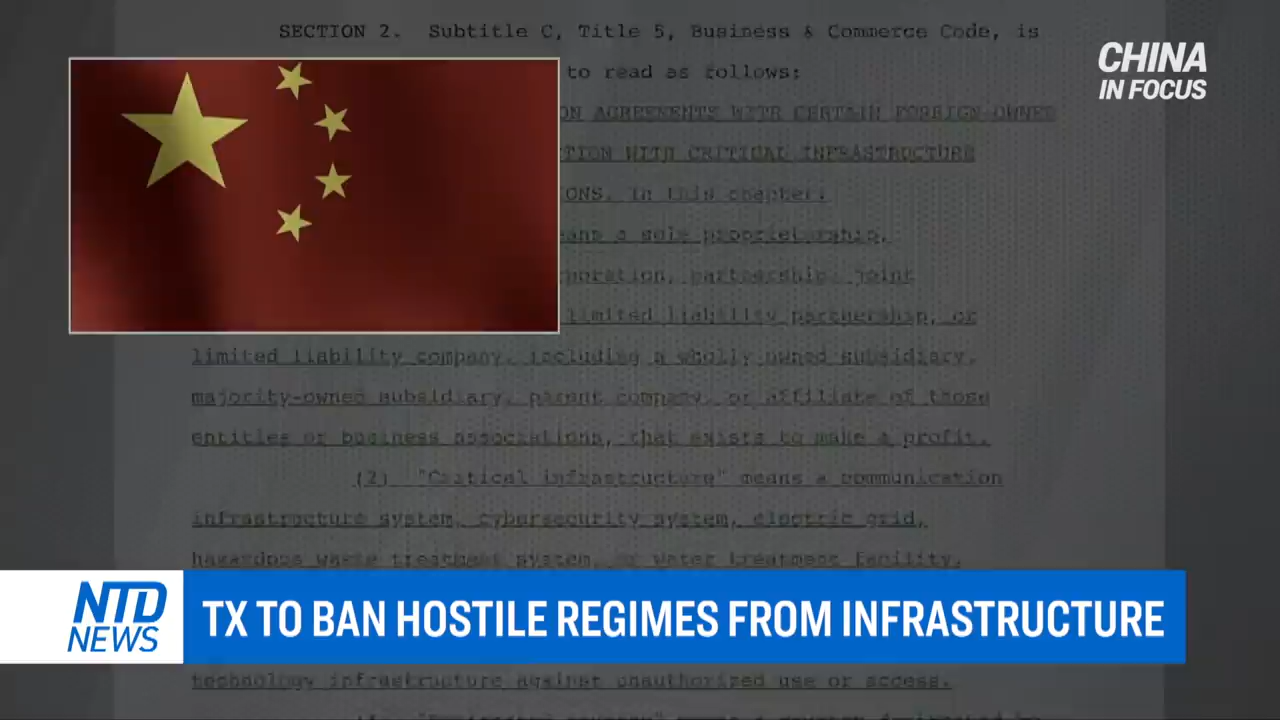 SECTION 2. Subtitle C, Title 5, Business & Commerce Code, is
CHINA
IN FOCUS
to read as follows:
ON AGREEMENTS WITH CERTAIN FOREIGN-OWNED
TION WITH CRITICAL INFRASTRUCTURE
ONS. In this chapter:
eans a sole proprietorship,
rporation, partnership, joint
limited liability partnership, or
limited liability company, including a wholly owned subsidiary,
majority-owned subsidiary, parent company, or affiliate of those
entities or business associations, that exists to make a profit.
(2) "Critical infrastructure" means a communication
infrastructure system, cybersecurity system, electric grid,
hazardous waste treatment system, or water treatment facility.
NTD
NEWS
TX TO BAN HOSTILE REGIMES FROM INFRASTRUCTURE
technology infrastructure against unauthorized use or access.